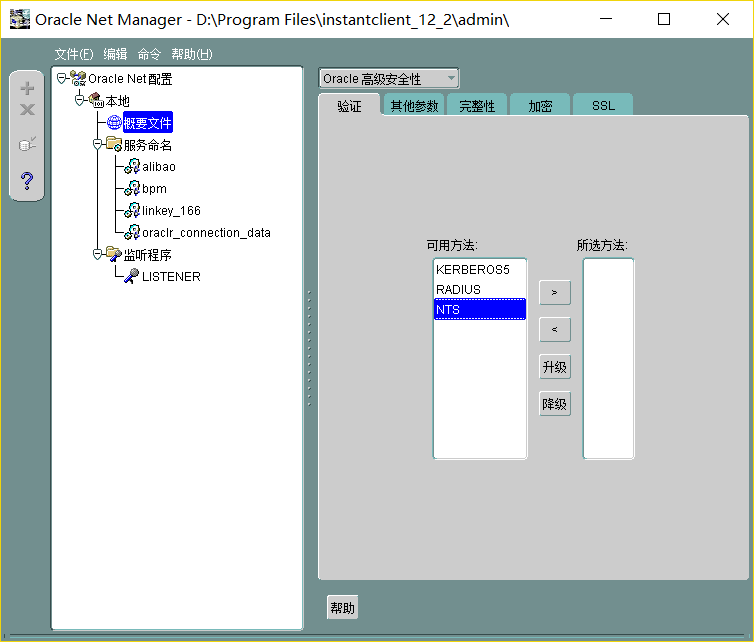 Oracle Net Manager - D:\Program Files\instantclient_12_2\admin\
文件(F) 编辑 命令 帮助(H)
Oracle Net 配置
本地
概要文件
服务命名
alibao
bpm
linkey_166
oraclr_connection_data
监听程序
LISTENER
Oracle 高级安全性
验证 其他参数 完整性 加密 SSL
可用方法: 所选方法:
KERBEROS5
RADIUS
NTS
>
<
升级
降级
帮助